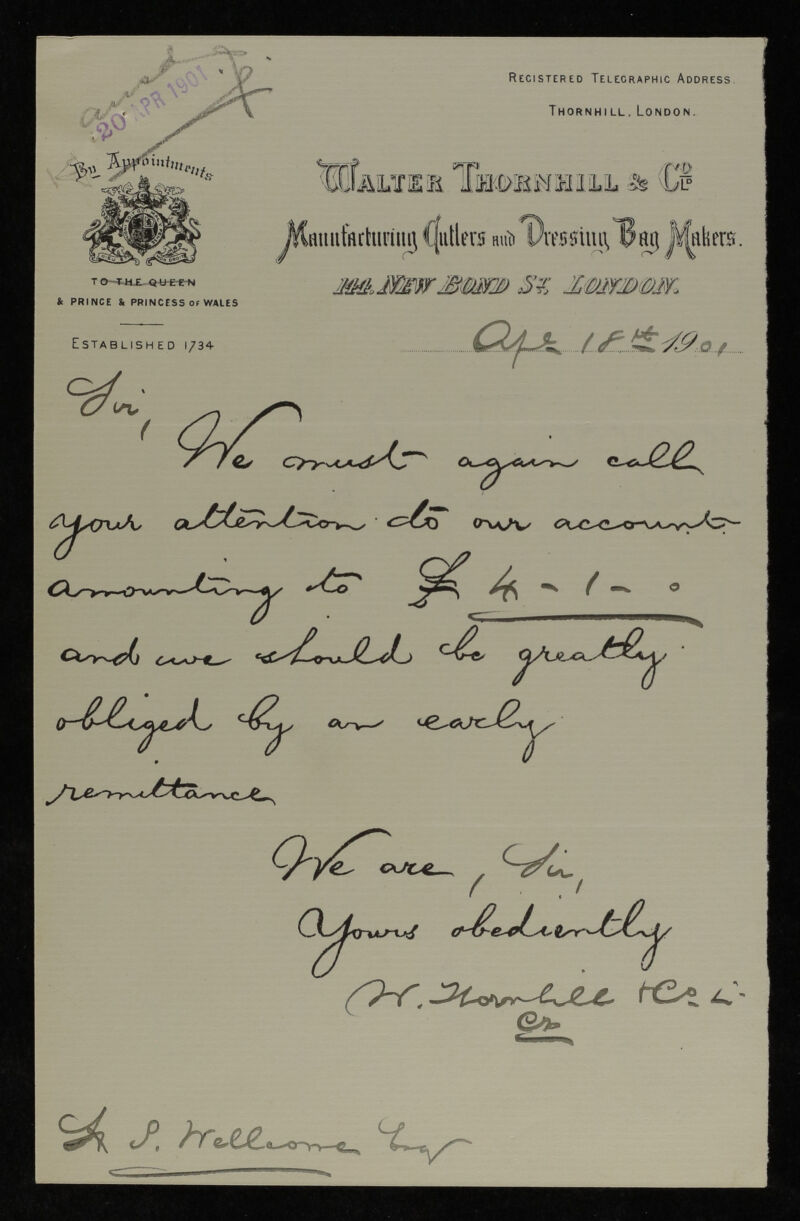 ansd
20 APR 1901
REGISTERED TELEGRAPHIC ADDRESS.
THORNHILL, LONDON.
By Appointments
TO THE QUEEN
& PRINCE & PRINCESS OF WALES
ESTABLISHED 1734
WALTER THORNHILL & CO LD
Manufacturing Cutlers and Dressing Bag Makers.
144, NEW BOND ST, LONDON.
Apr 18th 1901
Sir,
We must again call
your attention to our account
amounting to £ 4 - 1 - 0
and we should be greatly
obliged by an early
remittance
We are, Sir,
Yours obediently
W. Thornhill & Co L
S. Wellcome Esq